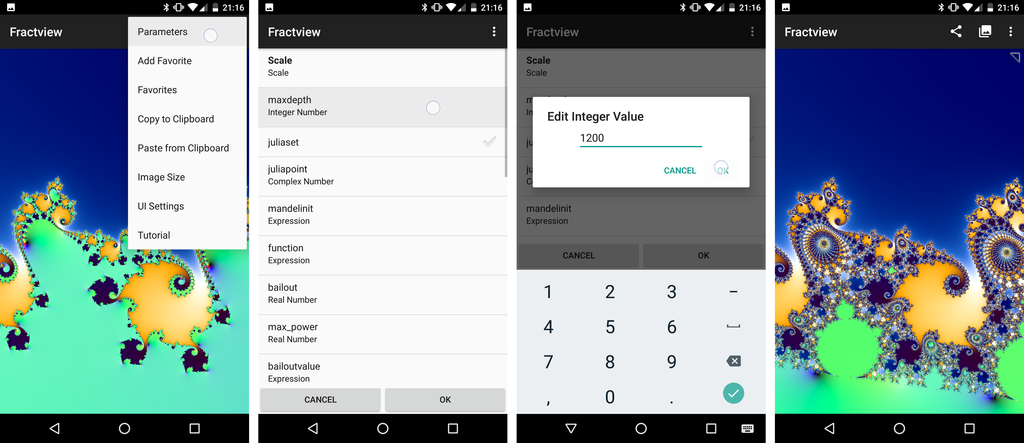 21:16
Fractview
Parameters
Add Favorite
Favorites
Copy to Clipboard
Paste from Clipboard
Image Size
UI Settings
Tutorial
21:16
Fractview
Scale
Scale
maxdepth
Integer Number
juliaset
juliapoint
Complex Number
mandelinit
Expression
function
Expression
bailout
Real Number
max_power
Real Number
bailoutvalue
Expression
CANCEL OK
21:16
Fractview
Scale
Scale
Edit Integer Value
1200
CANCEL OK
mandelinit
Expression
CANCEL OK
1 2 3 –
4 5 6
7 8 9
, 0 .
21:16
Fractview